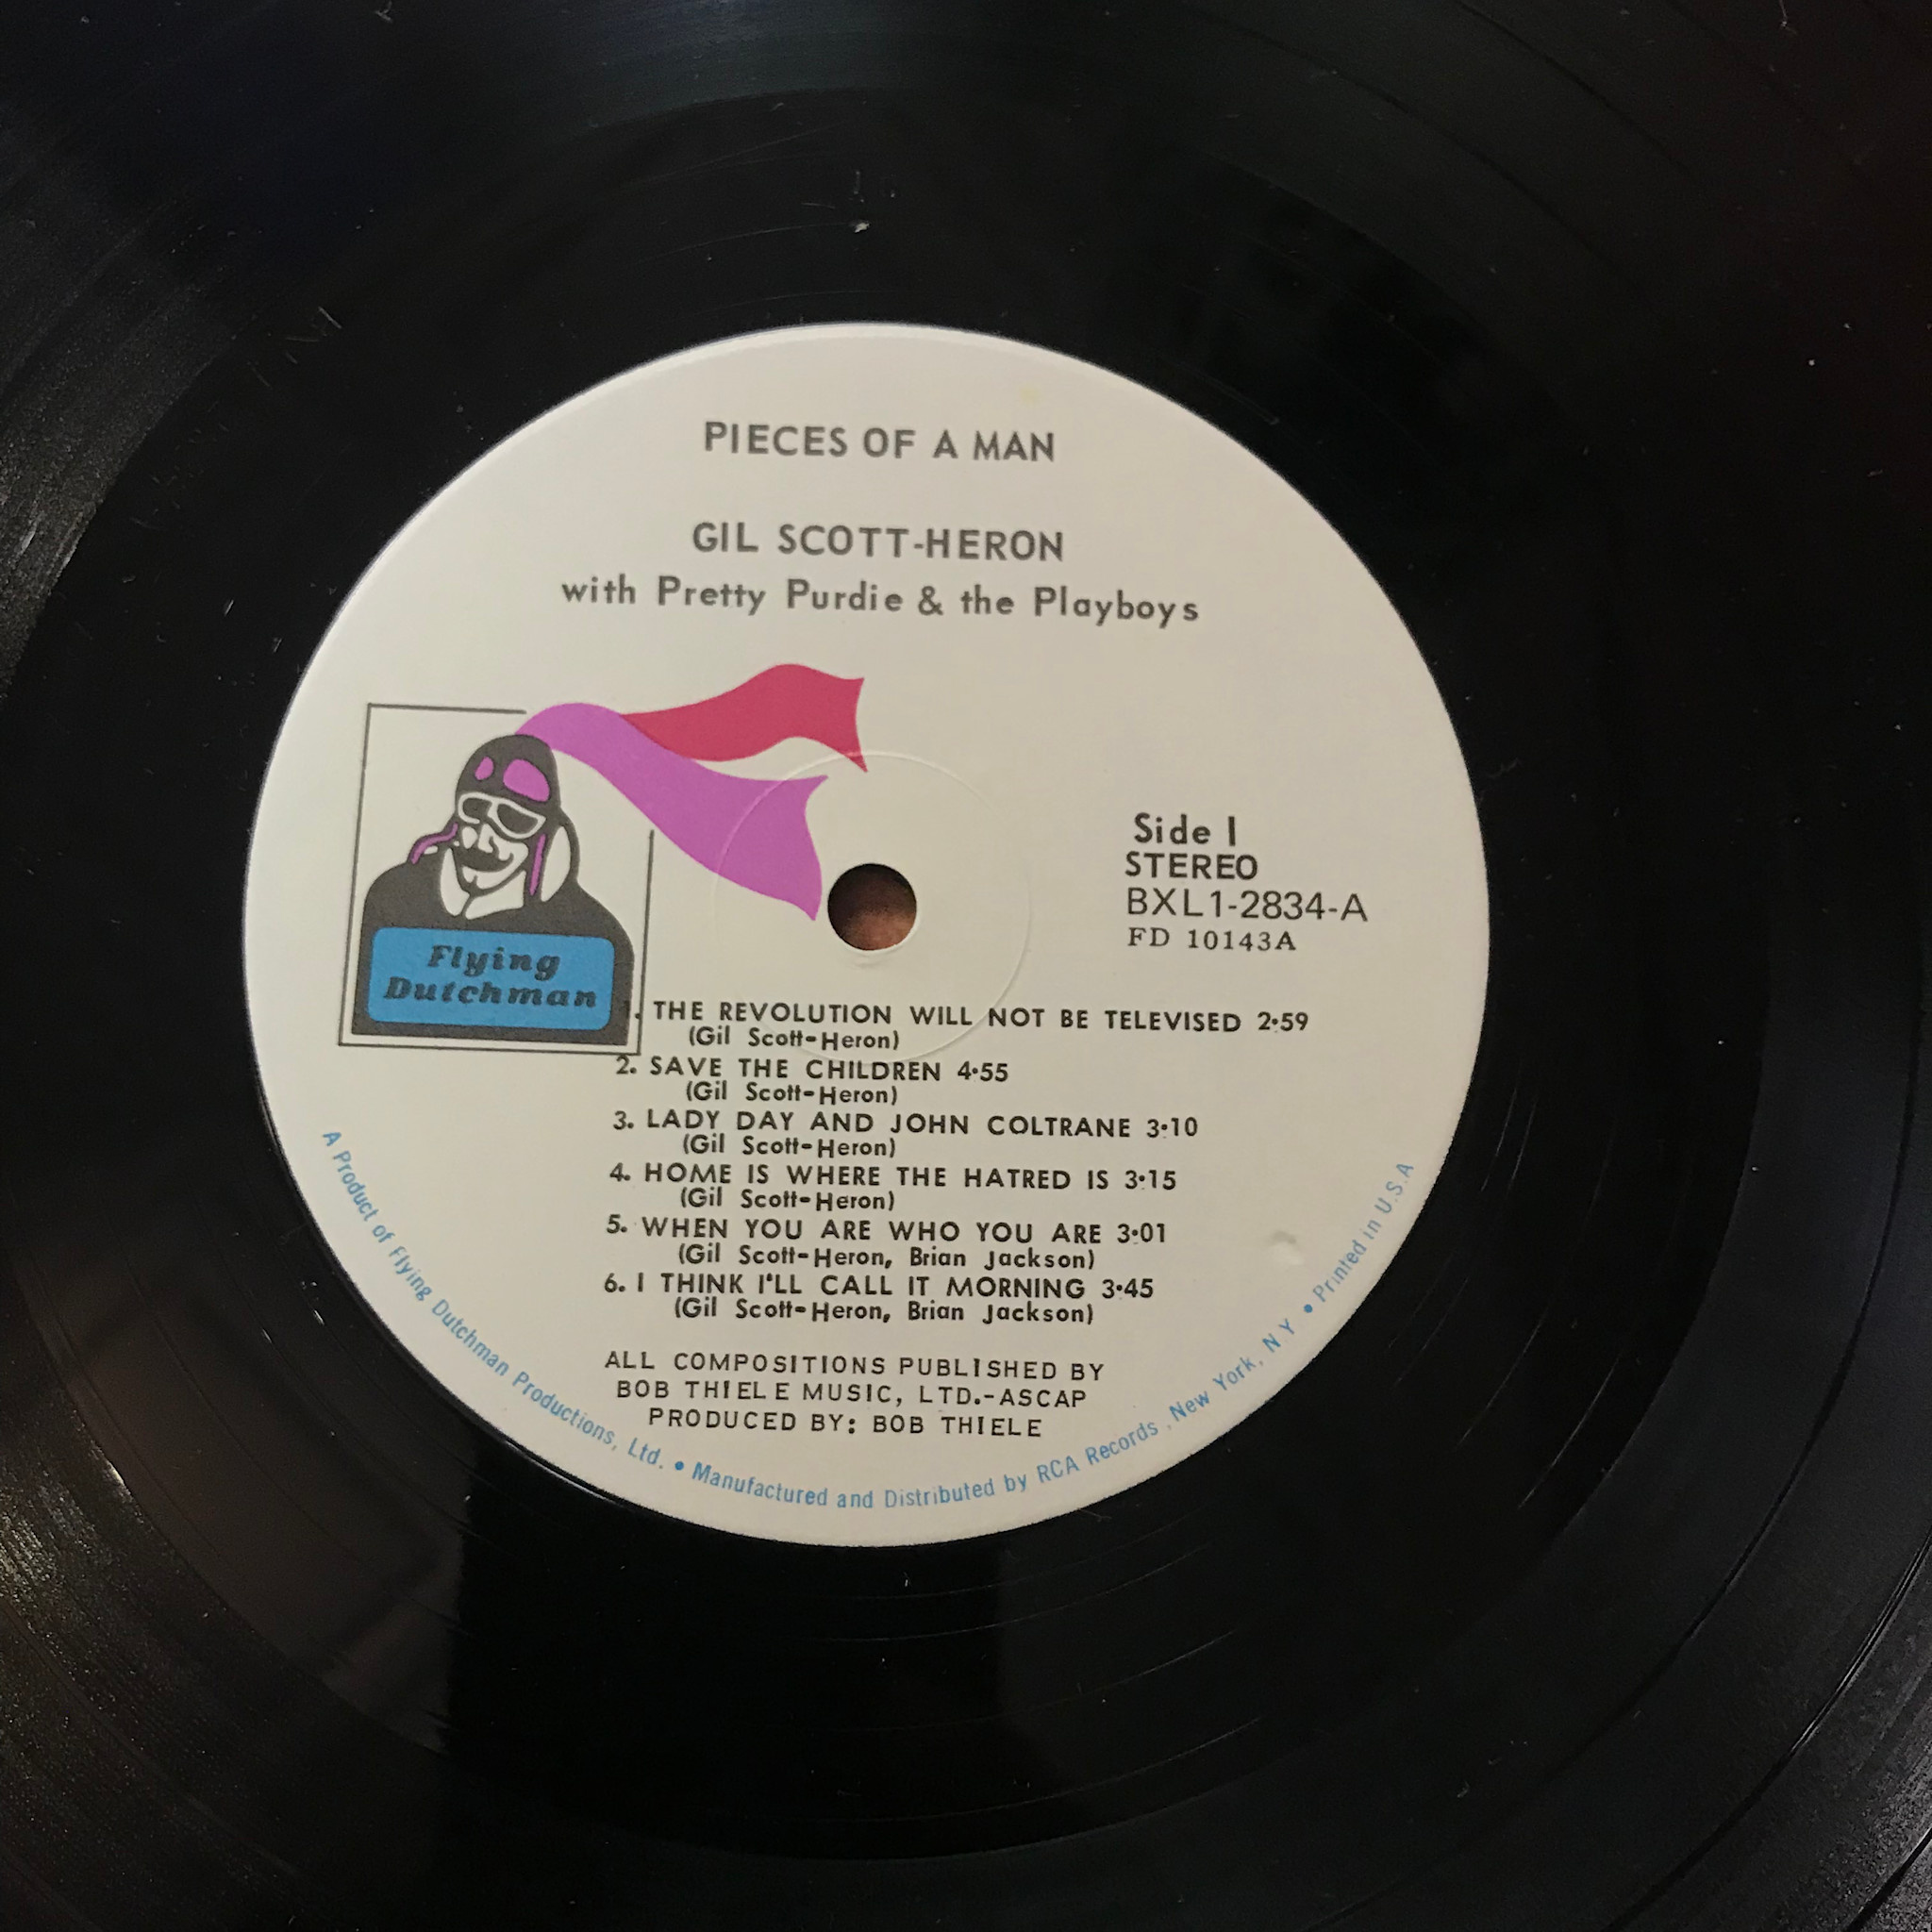 PIECES OF A MAN
GIL SCOTT-HERON
with Pretty Purdie & the Playboys
Flying
Dutchman
Side 1
STEREO
BXL1-2834-A
FD 10143A
1. THE REVOLUTION WILL NOT BE TELEVISED 2•59
(Gil Scott-Heron)
2. SAVE THE CHILDREN 4•55
(Gil Scott-Heron)
3. LADY DAY AND JOHN COLTRANE 3•10
(Gil Scott-Heron)
4. HOME IS WHERE THE HATRED IS 3•15
(Gil Scott-Heron)
5. WHEN YOU ARE WHO YOU ARE 3•01
(Gil Scott-Heron, Brian Jackson)
6. I THINK I'LL CALL IT MORNING 3•45
(Gil Scott-Heron, Brian Jackson)
ALL COMPOSITIONS PUBLISHED BY
BOB THIELE MUSIC, LTD.-ASCAP
PRODUCED BY: BOB THIELE
A Product of Flying Dutchman Productions, Ltd. • Manufactured and Distributed by RCA Records, New York, N Y • Printed in U.S.A